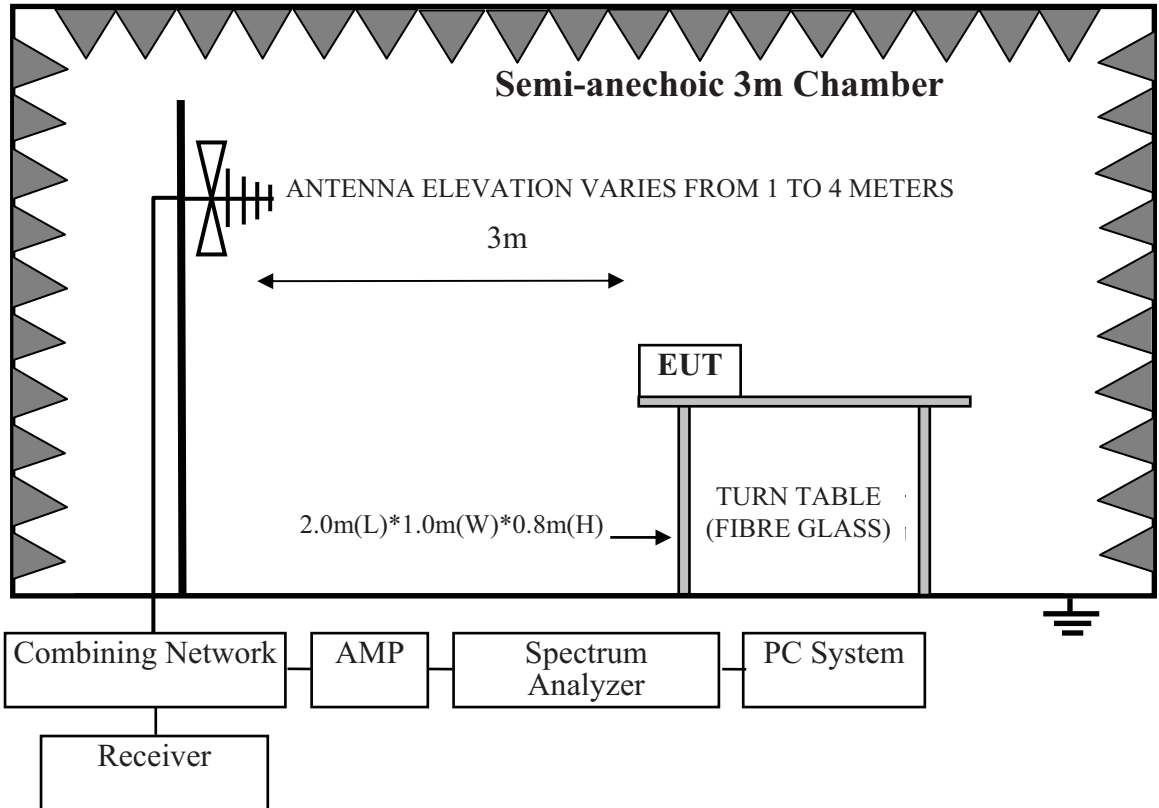 Semi-anechoic 3m Chamber
ANTENNA ELEVATION VARIES FROM 1 TO 4 METERS
3m
EUT
TURN TABLE
2.0m(L)*1.0m(W)*0.8m(H)
(FIBRE GLASS)
Combining Network
AMP
Spectrum
Analyzer
PC System
Receiver